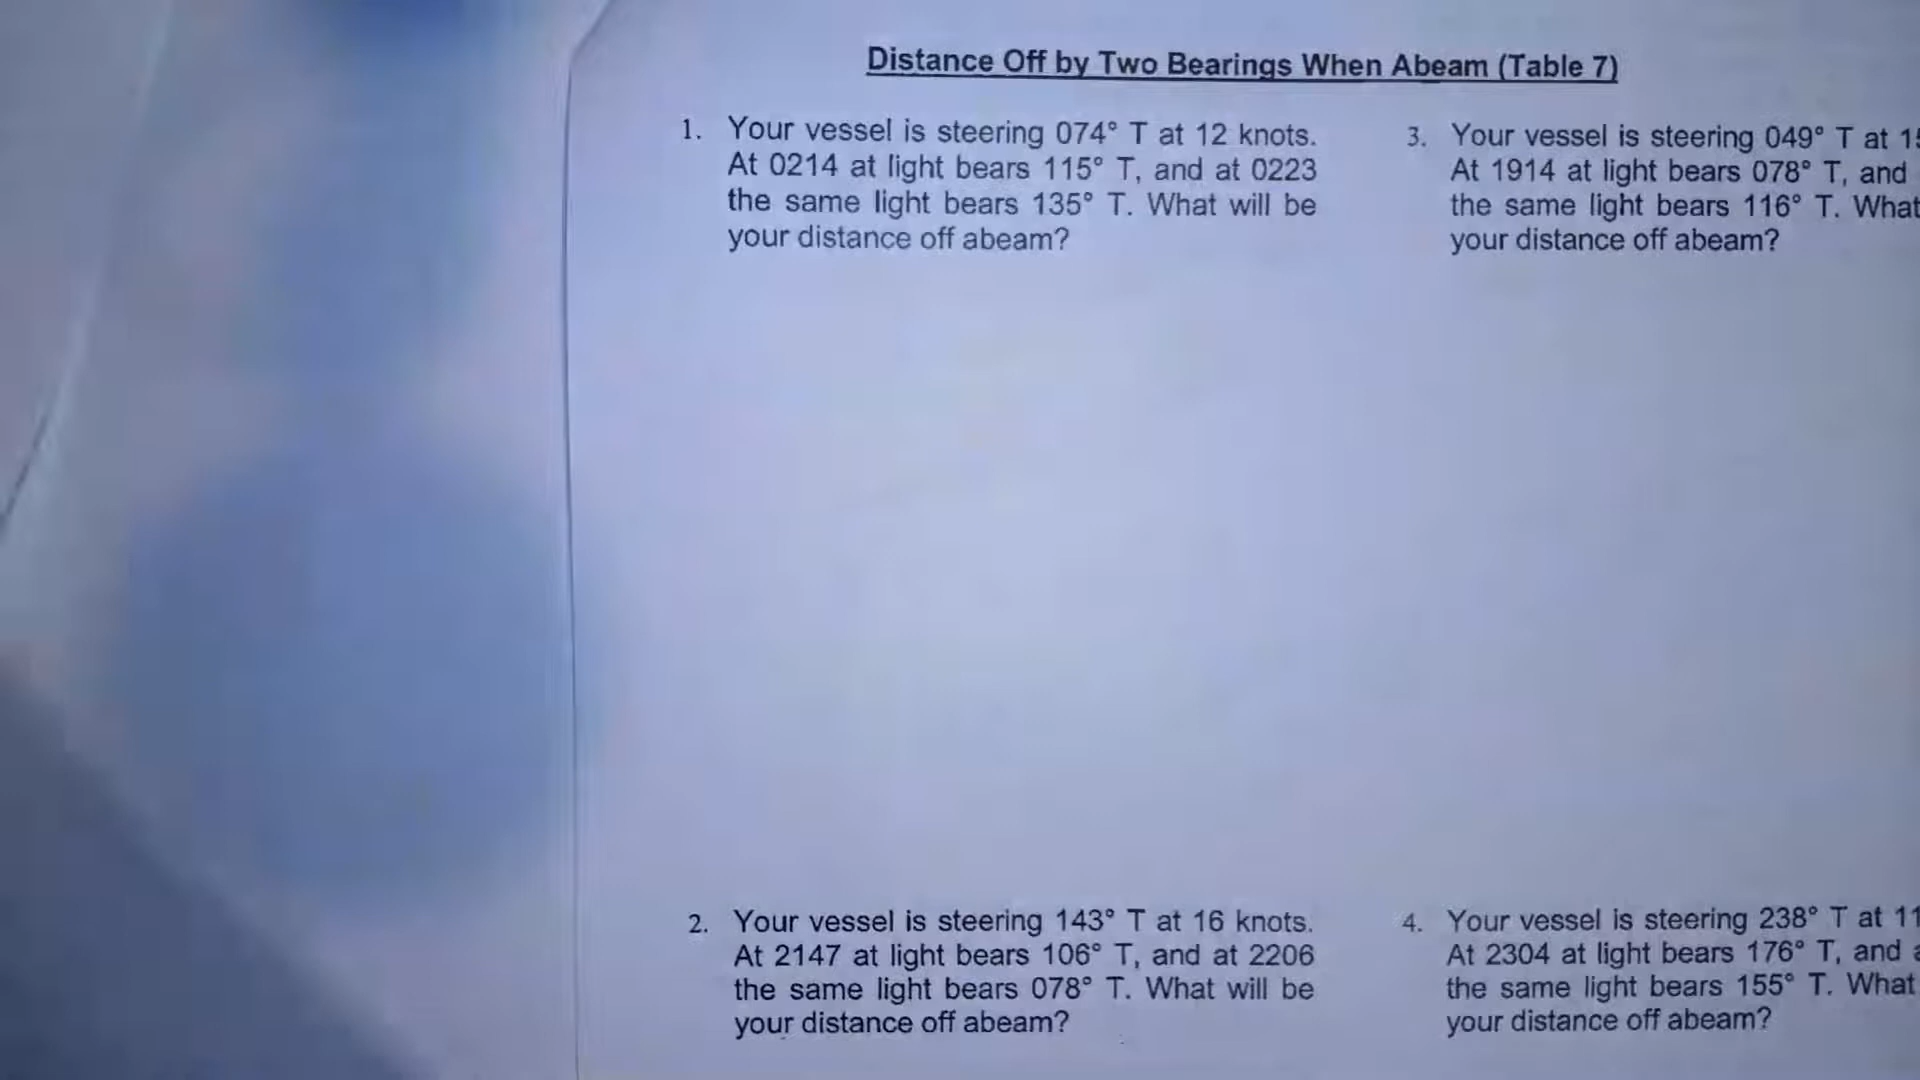 Distance Off by Two Bearings When Abeam (Table 7)
1. Your vessel is steering 074° T at 12 knots.
At 0214 at light bears 115° T, and at 0223
the same light bears 135° T. What will be
your distance off abeam?
3. Your vessel is steering 049° T at
At 1914 at light bears 078° T, and
the same light bears 116° T. What
your distance off abeam?
2. Your vessel is steering 143° T at 16 knots.
At 2147 at light bears 106° T, and at 2206
the same light bears 078° T. What will be
your distance off abeam?
4. Your vessel is steering 238° T at 11
At 2304 at light bears 176° T, and
the same light bears 155° T. What
your distance off abeam?